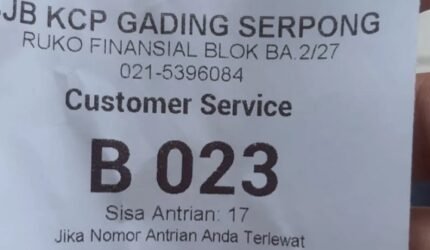 JB KCP GADING SERPONG
RUKO FINANSIAL BLOK BA.2/27
021-5396084
Customer Service
B 023
Sisa Antrian: 17
Jika Nomor Antrian Anda Terlewat